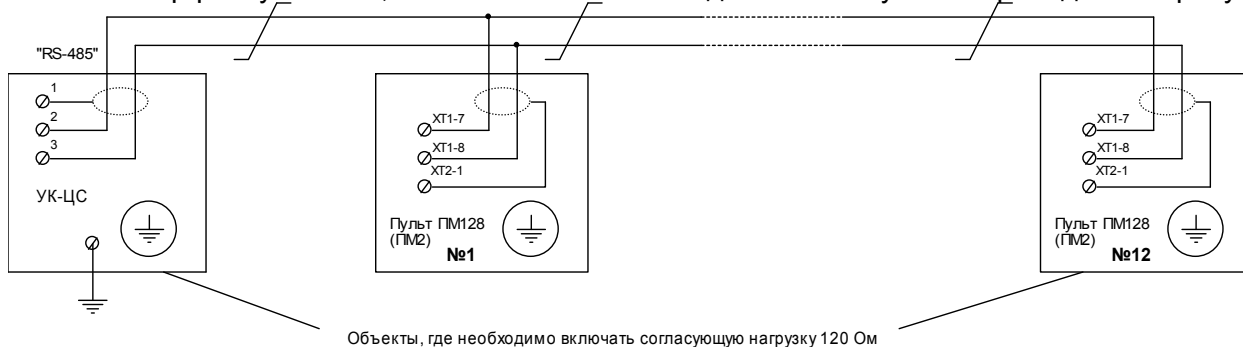 "RS-485"
1
2
3
УК-ЦС
XT1-7
XT1-8
XT2-1
Пульт ПМ128
(ПМ2)
№1
XT1-7
XT1-8
XT2-1
Пульт ПМ128
(ПМ2)
№12
Объекты, где необходимо включать согласующую нагрузку 120 Ом